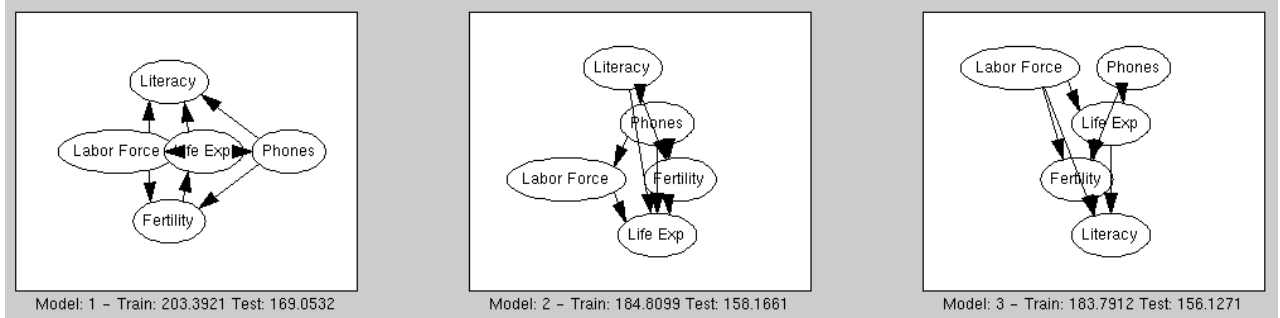 Literacy
Labor Force
Life Exp
Phones
Fertility
Model: 1 - Train: 203.3921 Test: 169.0532
Literacy
Phones
Labor Force
Fertility
Life Exp
Model: 2 - Train: 184.8099 Test: 158.1661
Labor Force
Phones
Life Exp
Fertility
Literacy
Model: 3 - Train: 183.7912 Test: 156.1271